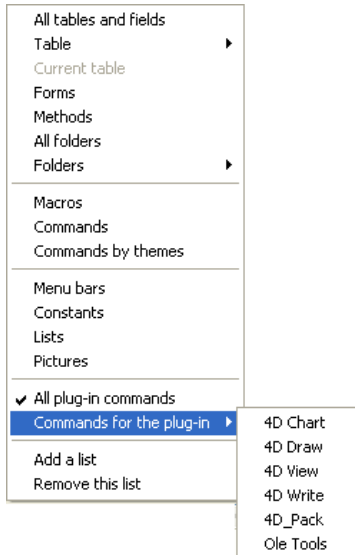 All tables and fields
Table
Current table
Forms
Methods
All folders
Folders
Macros
Commands
Commands by themes
Menu bars
Constants
Lists
Pictures
All plug-in commands
Commands for the plug-in
4D Chart
4D Draw
4D View
4D Write
4D_Pack
Ole Tools
Add a list
Remove this list